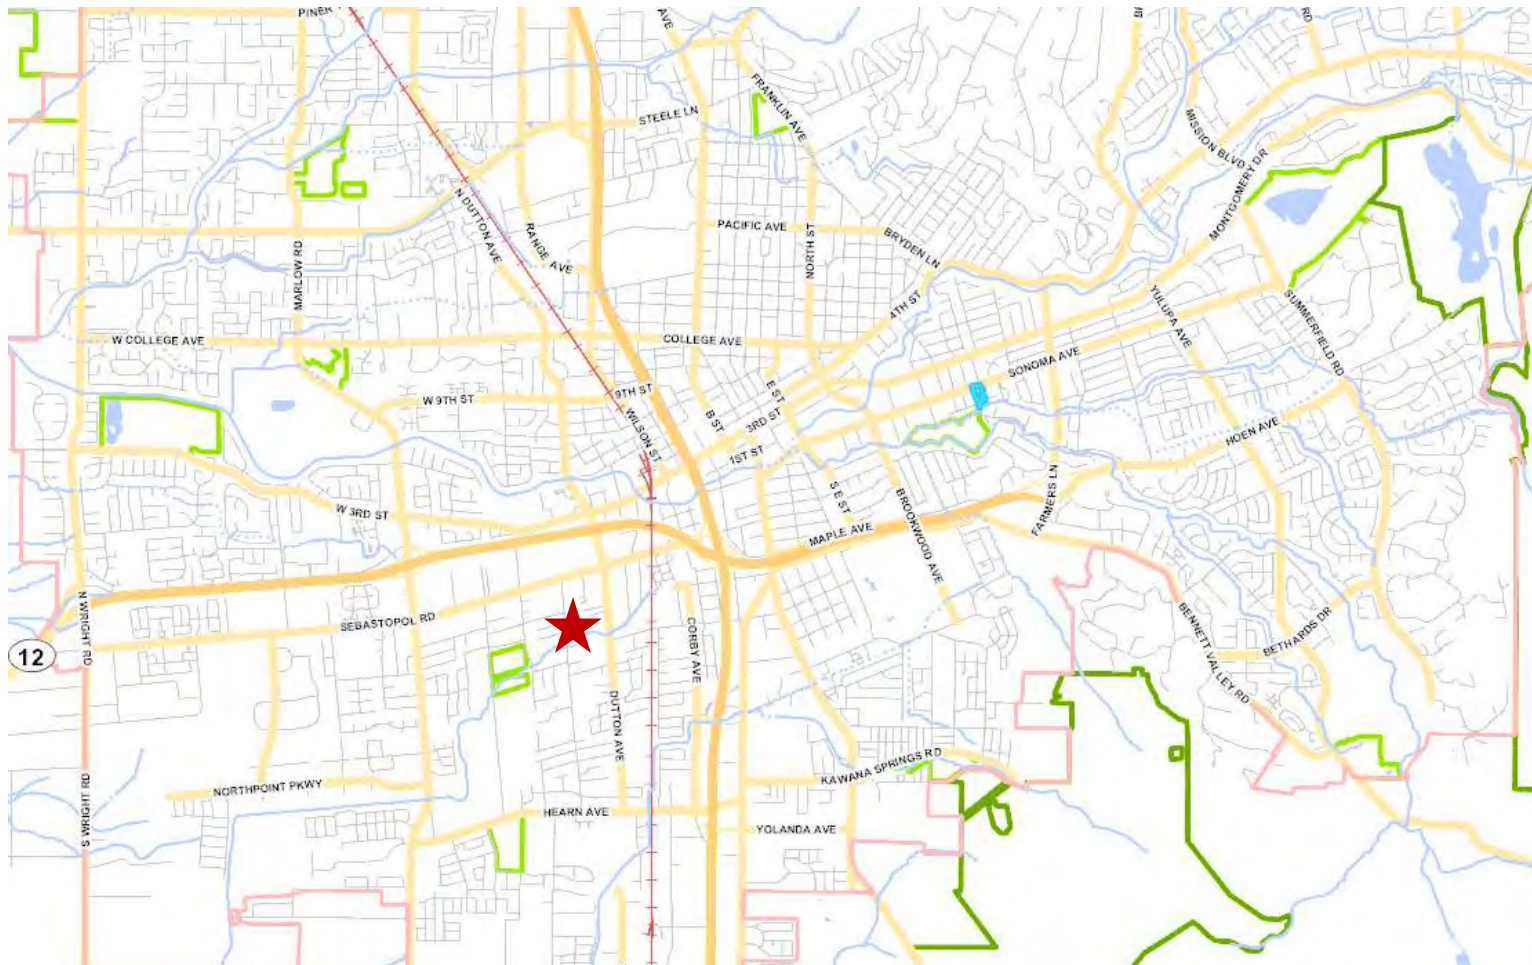 PINER
AVE
RD
FRANKLIN AVE
STEELE LN
MISSION BLVD
MONTGOMERY DR
N DUTTON AVE
RANGE AVE
PACIFIC AVE
NORTH ST
BRYDEN LN
MARLOW RD
4TH ST
YULUPA AVE
SUMMERFIELD RD
W COLLEGE AVE
COLLEGE AVE
SONOMA AVE
W 9TH ST
9TH ST
E ST
B ST
3RD ST
WILSON ST
1ST ST
HOEN AVE
W 3RD ST
S E ST
BROOKWOOD AVE
FARMERS LN
MAPLE AVE
N WRIGHT RD
SEBASTOPOL RD
12
CORBY AVE
BENNETT VALLEY RD
BETHARDS DR
DUTTON AVE
KAWANA SPRINGS RD
NORTHPOINT PKWY
S WRIGHT RD
HEARN AVE
YOLANDA AVE